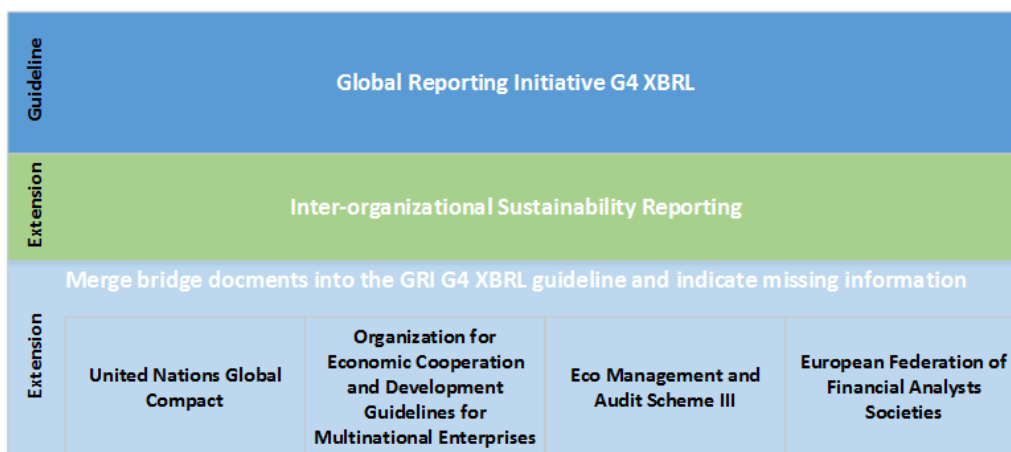 Guideline
Global Reporting Initiative G4 XBRL
Extension
Inter-organizational Sustainability Reporting
Extension
Merge bridge docments into the GRI G4 XBRL guideline and indicate missing information
United Nations Global
Compact
Organization for
Economic Cooperation
and Development
Guidelines for
Multinational Enterprises
Eco Management and
Audit Scheme III
European Federation of
Financial Analysts
Societies